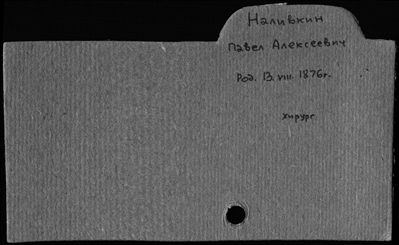 Наливкин
Павел Алексеевич
Род. 13.VIII. 1876г.
хирург